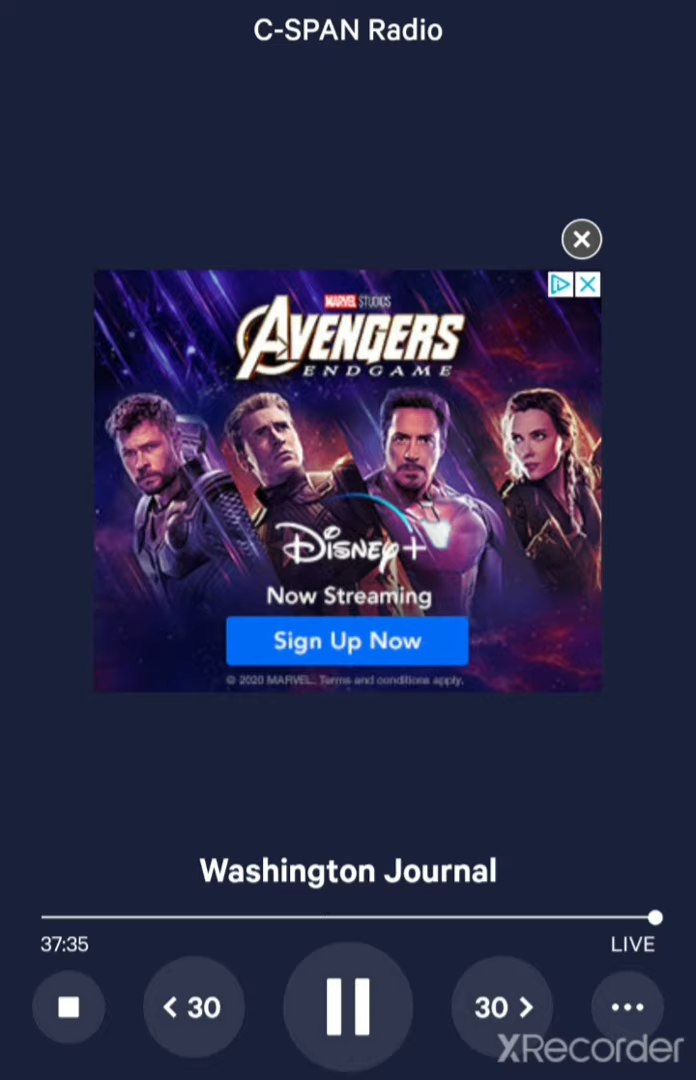 C-SPAN Radio
MARVEL STUDIOS
AVENGERS
ENDGAME
Disney+
Now Streaming
Sign Up Now
© 2020 MARVEL. Terms and conditions apply.
Washington Journal
37:35 LIVE
< 30 30 >
XRecorder